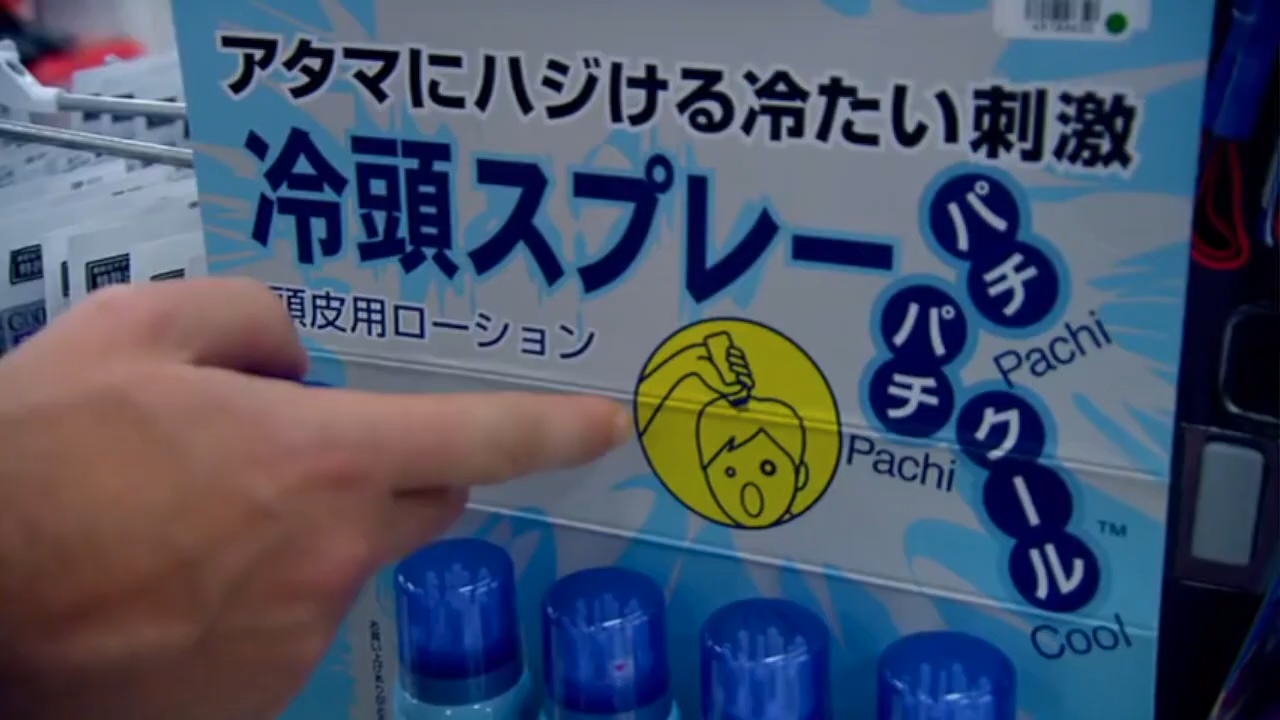 アタマにハジける冷たい刺激
冷頭スプレー
頭皮用ローション
パチ
Pachi
パチ
Pachi
クール
™
Cool